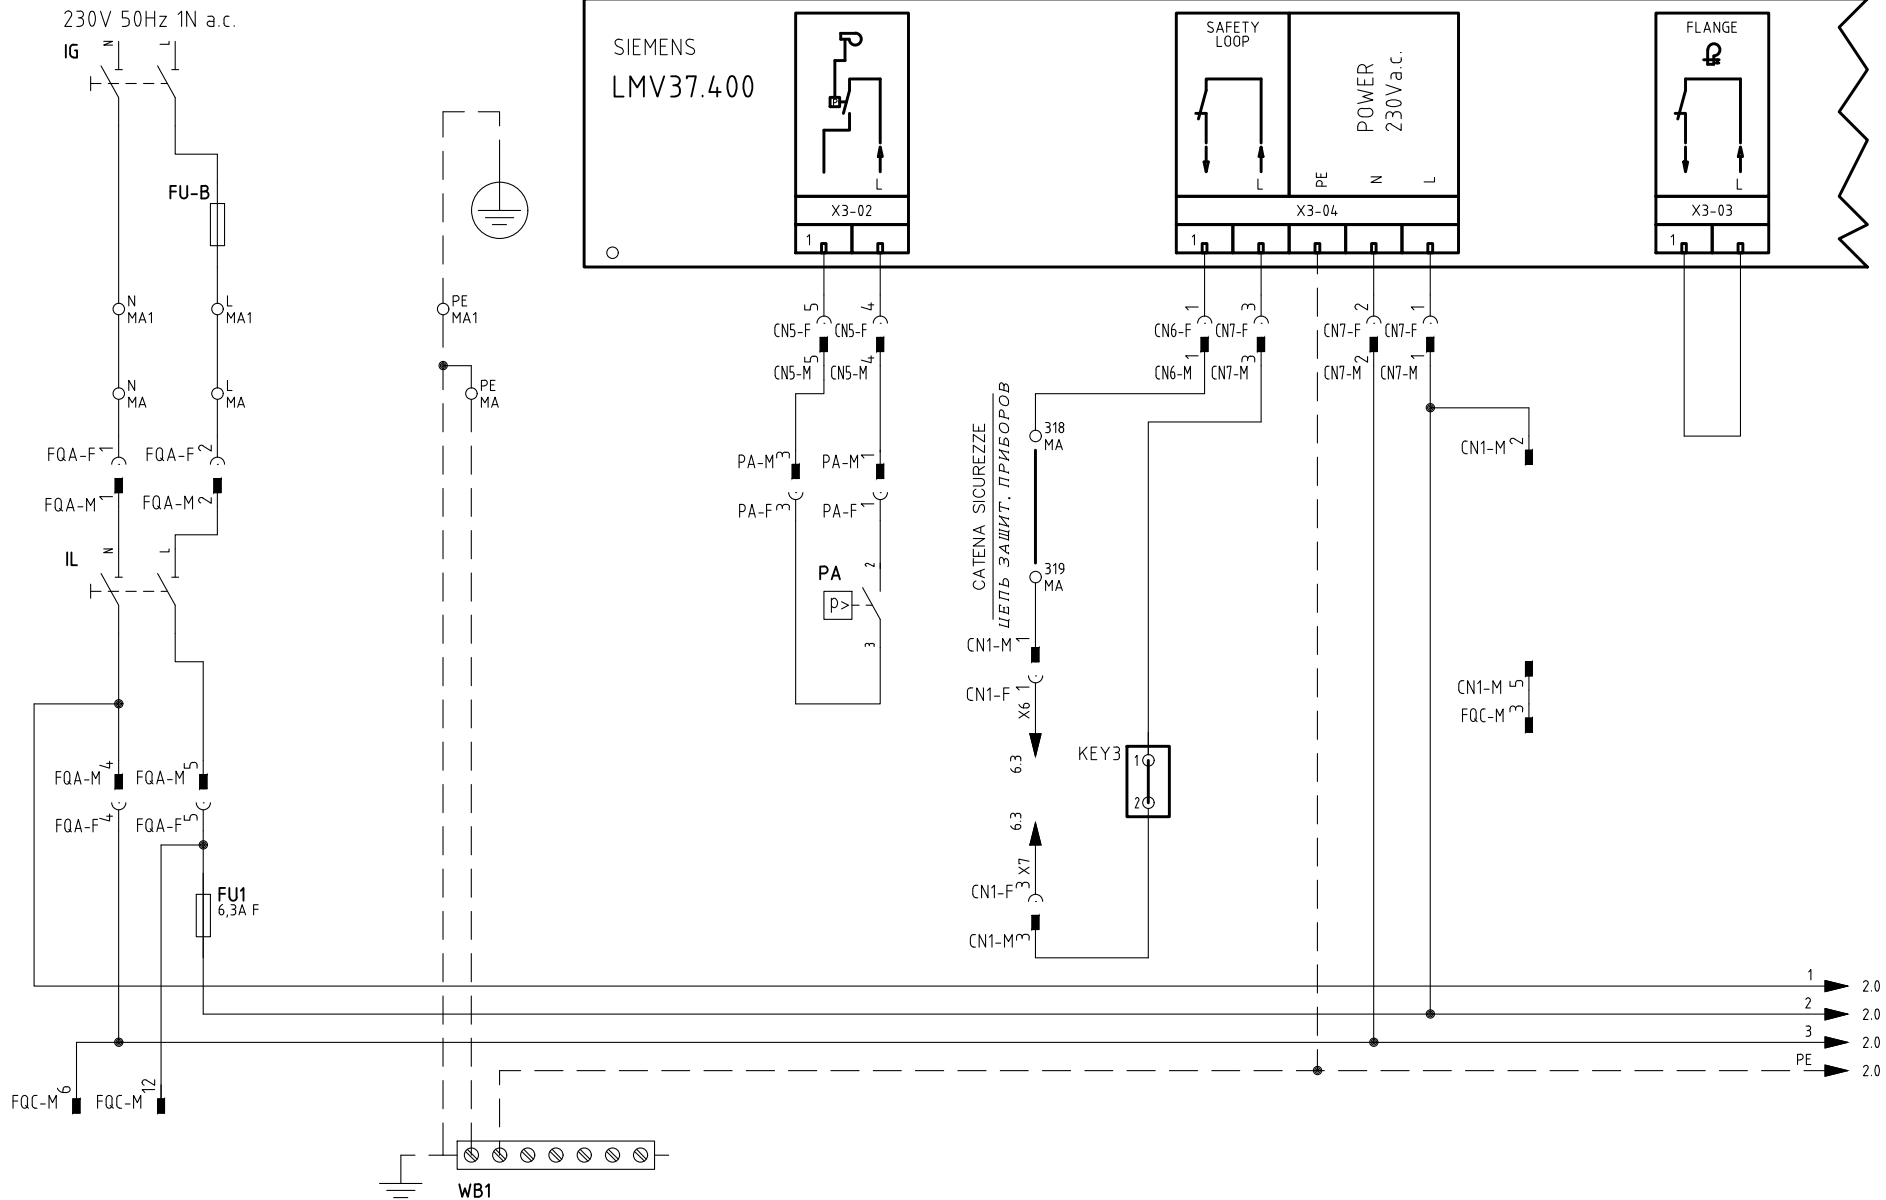 230V 50Hz 1N a.c.
IG
N
L
FU-B
N
MA1
L
MA1
N
MA
L
MA
FQA-F 1
FQA-F 2
FQA-M 1
FQA-M 2
IL
N
L
FQA-M 4
FQA-M 5
FQA-F 4
FQA-F 5
FU1
6,3A F
FQC-M 6
FQC-M 12
PE
MA1
PE
MA
WB1
SIEMENS
LMV37.400
P
L
X3-02
1
CN5-F 5
CN5-F 4
CN5-M 5
CN5-M 4
PA-M 3
PA-M 1
PA-F 3
PA-F 1
PA
P>
2
3
SAFETY
LOOP
L
POWER
230Va.c.
PE
N
L
X3-04
1
CN6-F 1
CN7-F 3
CN7-F 2
CN7-F 1
CN6-M 1
CN7-M 3
CN7-M 2
CN7-M 1
CATENA SICUREZZE
ЦЕПЬ ЗАЩИТ. ПРИБОРОВ
318
MA
319
MA
CN1-M 1
CN1-F 1
X6
6.3
6.3
X7
CN1-F 3
CN1-M 3
KEY3
1
2
CN1-M 2
CN1-M 5
FQC-M 3
FLANGE
L
X3-03
1
1
2.0
2
2.0
3
2.0
PE
2.0